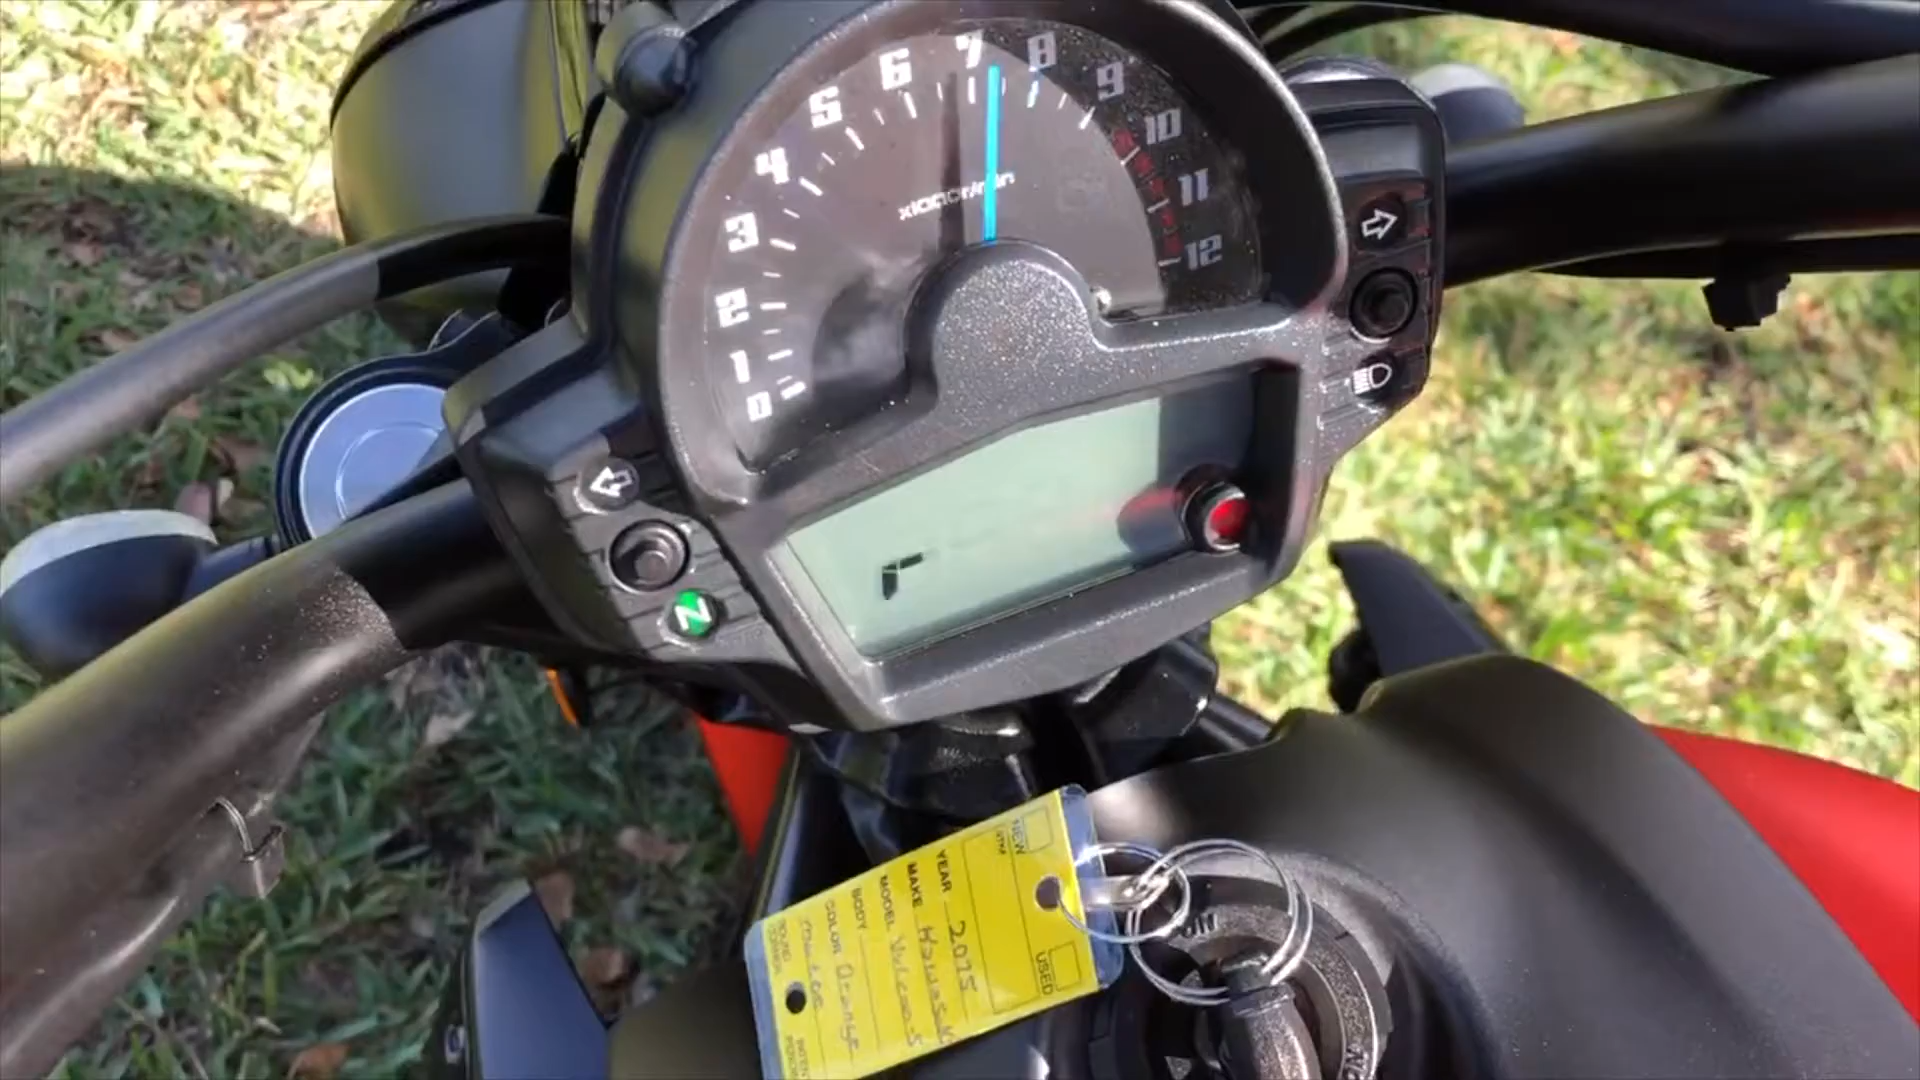 0
1
2
3
4
5
6
7
8
9
10
11
12
x1000r/min
N
NEW
USED
YEAR 2015
MAKE Kawasaki
MODEL Vulcan S
BODY
COLOR Orange